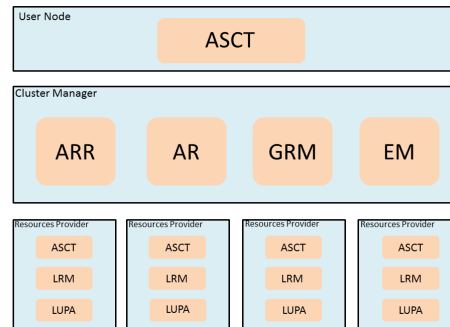 User Node
ASCT
Cluster Manager
ARR AR GRM EM
Resources Provider Resources Provider Resources Provider Resources Provider
ASCT ASCT ASCT ASCT
LRM LRM LRM LRM
LUPA LUPA LUPA LUPA